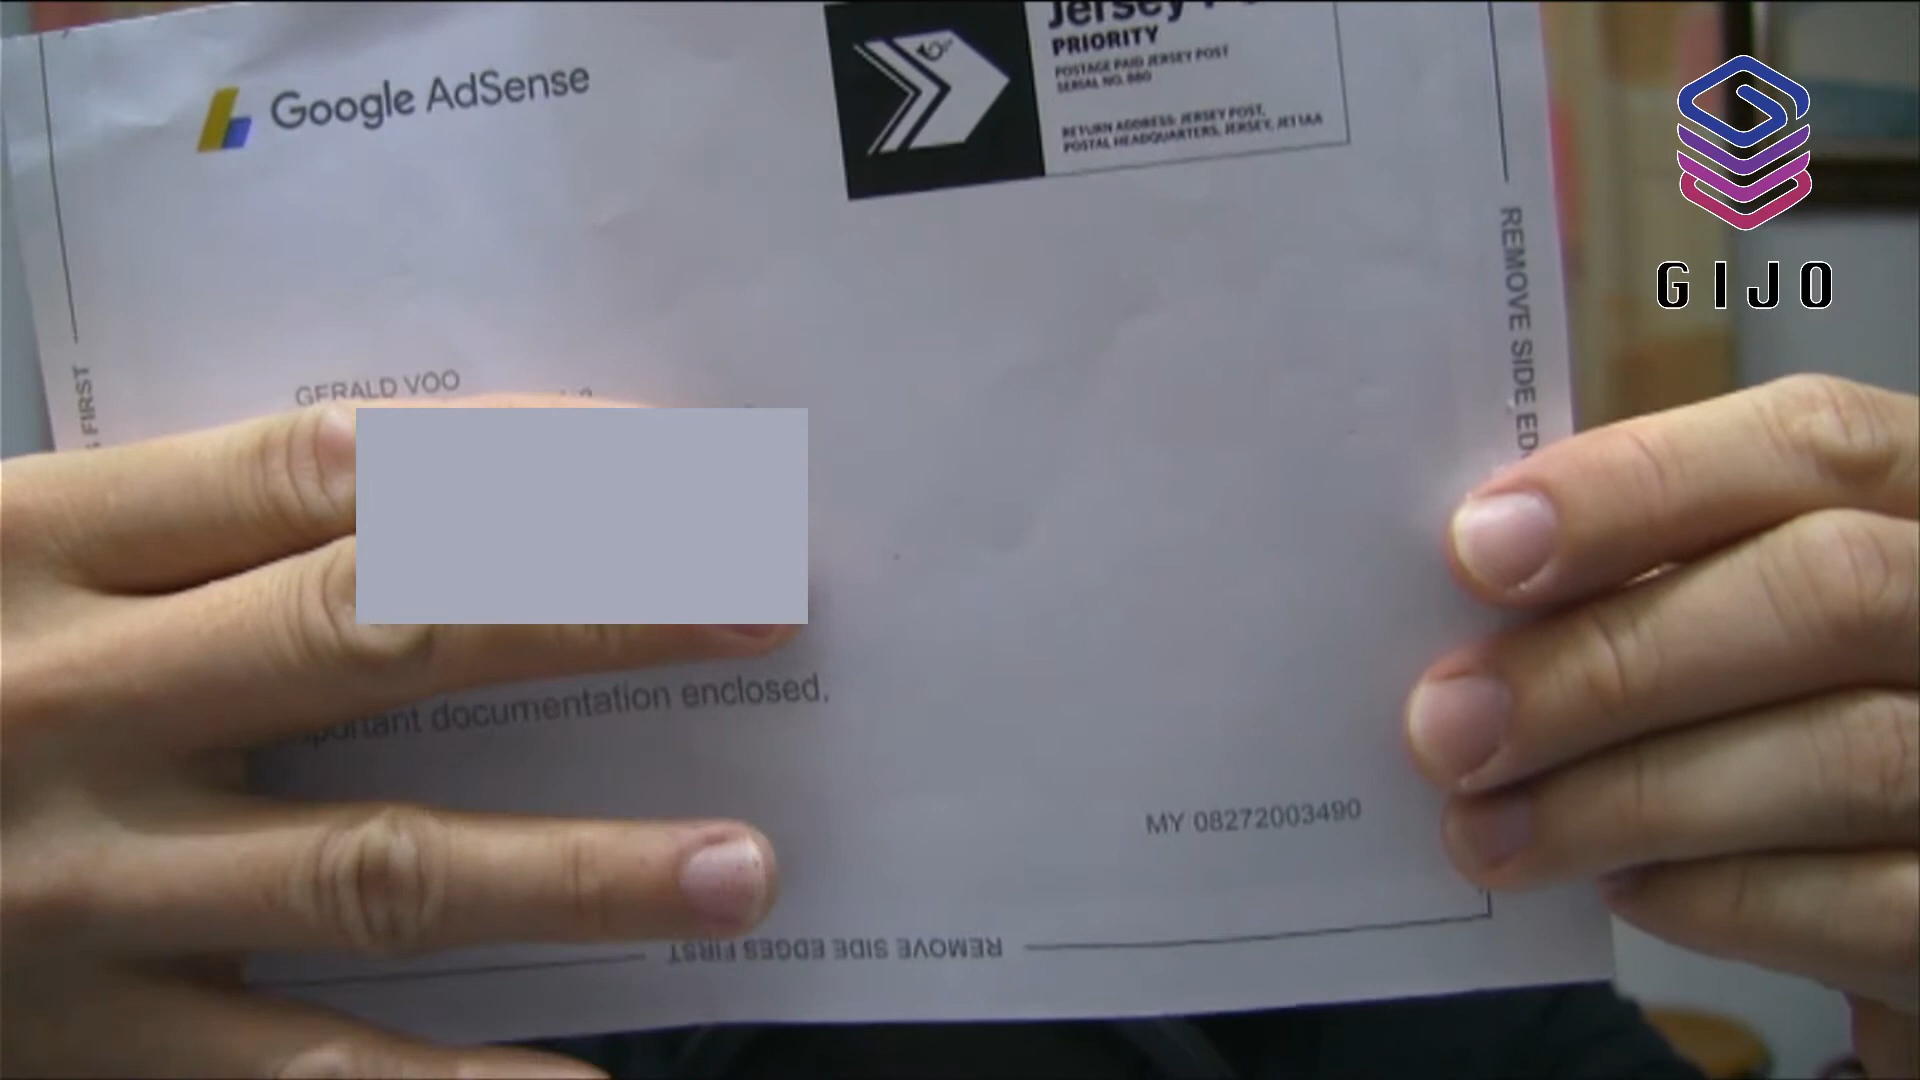 Google AdSense
Jersey
PRIORITY
POSTAGE PAID JERSEY POST
SERIAL NO. 880
RETURN ADDRESS: JERSEY POST,
POSTAL HEADQUARTERS, JERSEY, JE1 1AA
GIJO
REMOVE SIDE
FIRST
GERALD VOO
documentation enclosed.
MY 08272003490
REMOVE SIDE EDGES FIRST